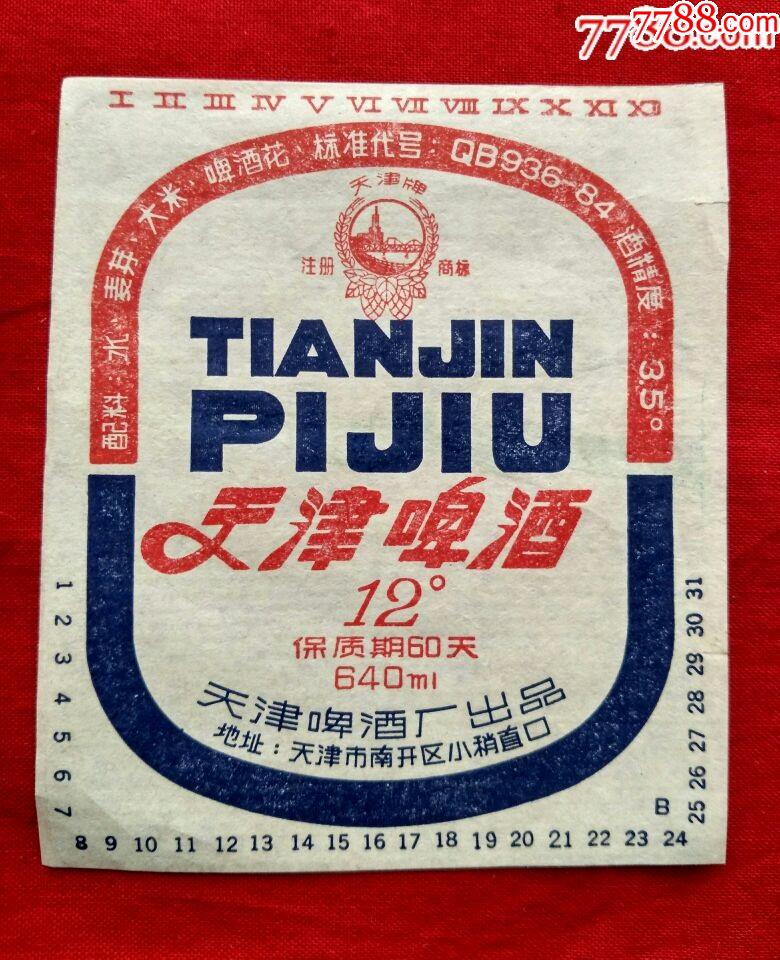 7788.com
7788.com
I II III IV V VI VII VIII IX X XI XII
配料：水、麦芽·大米 啤酒花 标准代号：QB936-84 酒精度：3.5°
天津牌
注册 商标
TIANJIN
PIJIU
天津啤酒
12°
保质期60天
640ml
天津啤酒厂出品
地址：天津市南开区小稍直口
1 2 3 4 5 6 7
8 9 10 11 12 13 14 15 16 17 18 19 20 21 22 23 24
25 26 27 28 29 30 31
B